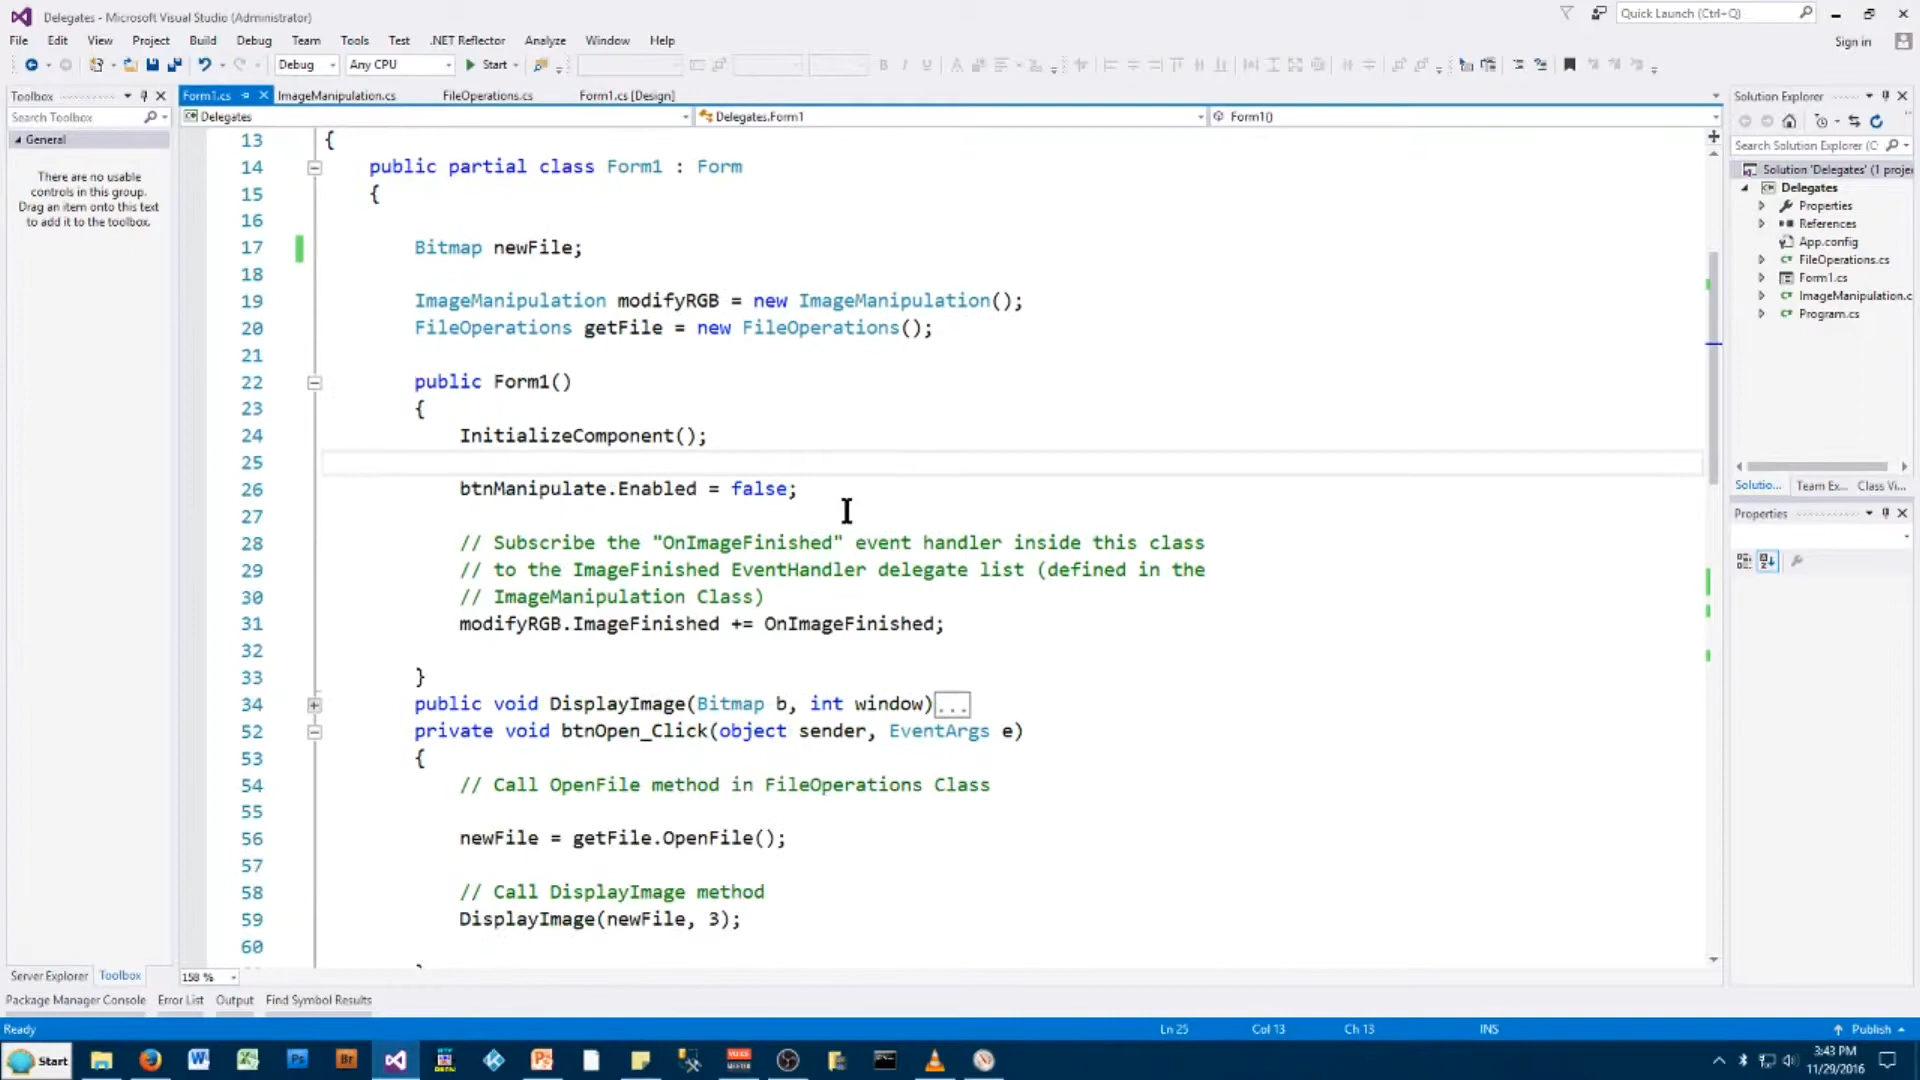 Delegates - Microsoft Visual Studio (Administrator)
Quick Launch (Ctrl+Q)
File Edit View Project Build Debug Team Tools Test .NET Reflector Analyze Window Help
Sign in
Debug Any CPU Start
Toolbox
Form1.cs ImageManipulation.cs FileOperations.cs Form1.cs [Design]
Solution Explorer
Search Toolbox
Delegates Delegates.Form1 Form1()
General
There are no usable
controls in this group.
Drag an item onto this text
to add it to the toolbox.
Search Solution Explorer (C
Solution 'Delegates' (1 proje
Delegates
Properties
References
App.config
FileOperations.cs
Form1.cs
ImageManipulation.c
Program.cs
Solutio... Team Ex... Class Vi...
Properties
13 {
14 public partial class Form1 : Form
15 {
16
17 Bitmap newFile;
18
19 ImageManipulation modifyRGB = new ImageManipulation();
20 FileOperations getFile = new FileOperations();
21
22 public Form1()
23 {
24 InitializeComponent();
25
26 btnManipulate.Enabled = false;
27
28 // Subscribe the "OnImageFinished" event handler inside this class
29 // to the ImageFinished EventHandler delegate list (defined in the
30 // ImageManipulation Class)
31 modifyRGB.ImageFinished += OnImageFinished;
32
33 }
34 public void DisplayImage(Bitmap b, int window)...
52 private void btnOpen_Click(object sender, EventArgs e)
53 {
54 // Call OpenFile method in FileOperations Class
55
56 newFile = getFile.OpenFile();
57
58 // Call DisplayImage method
59 DisplayImage(newFile, 3);
60
Server Explorer Toolbox 158 %
Package Manager Console Error List Output Find Symbol Results
Ready Ln 25 Col 13 Ch 13 INS Publish
Start
3:43 PM
11/29/2016